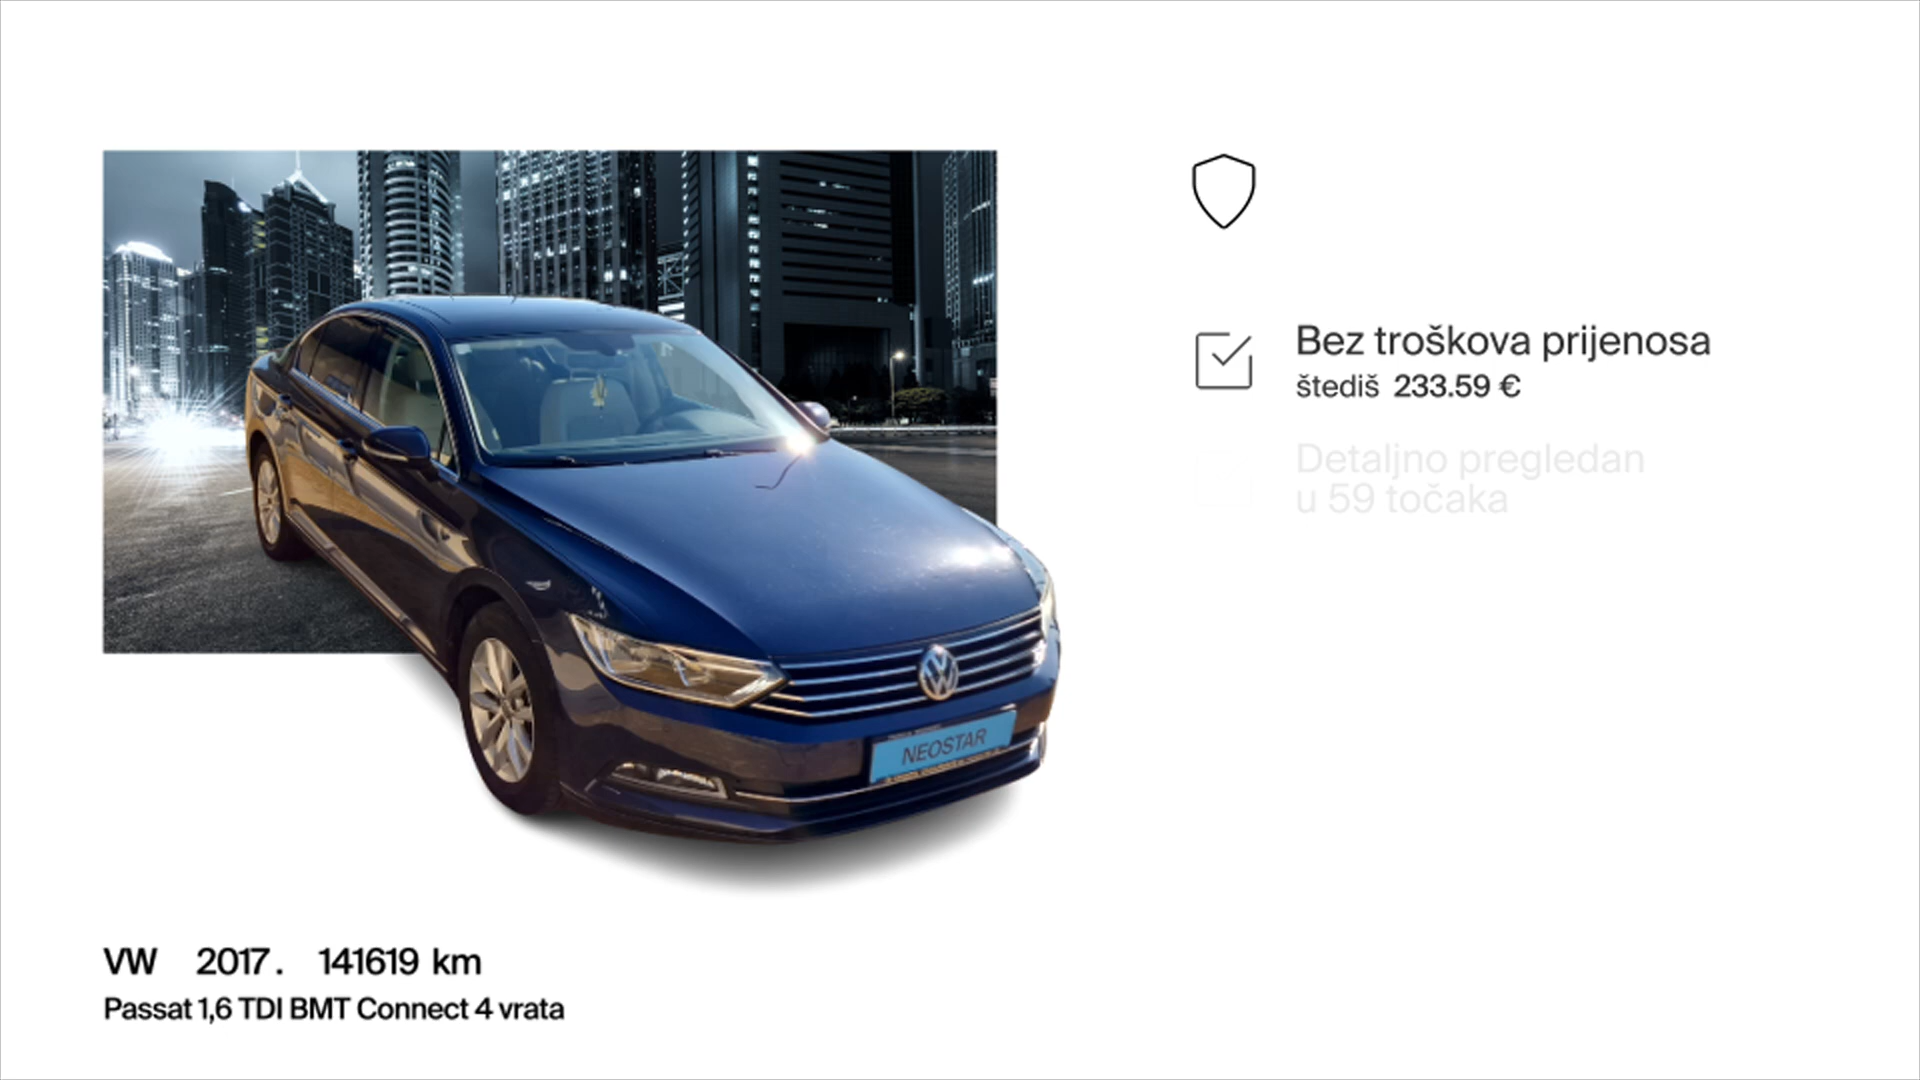 Bez troškova prijenosa
štediš 233.59 €
Detaljno pregledan
u 59 točaka
NEOSTAR
VW 2017. 141619 km
Passat 1,6 TDI BMT Connect 4 vrata